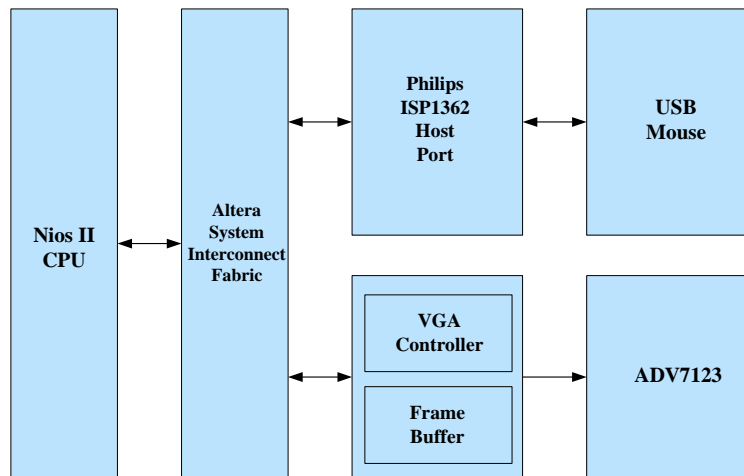 Nios II
CPU
Altera
System
Interconnect
Fabric
Philips
ISP1362
Host
Port
USB
Mouse
VGA
Controller
Frame
Buffer
ADV7123